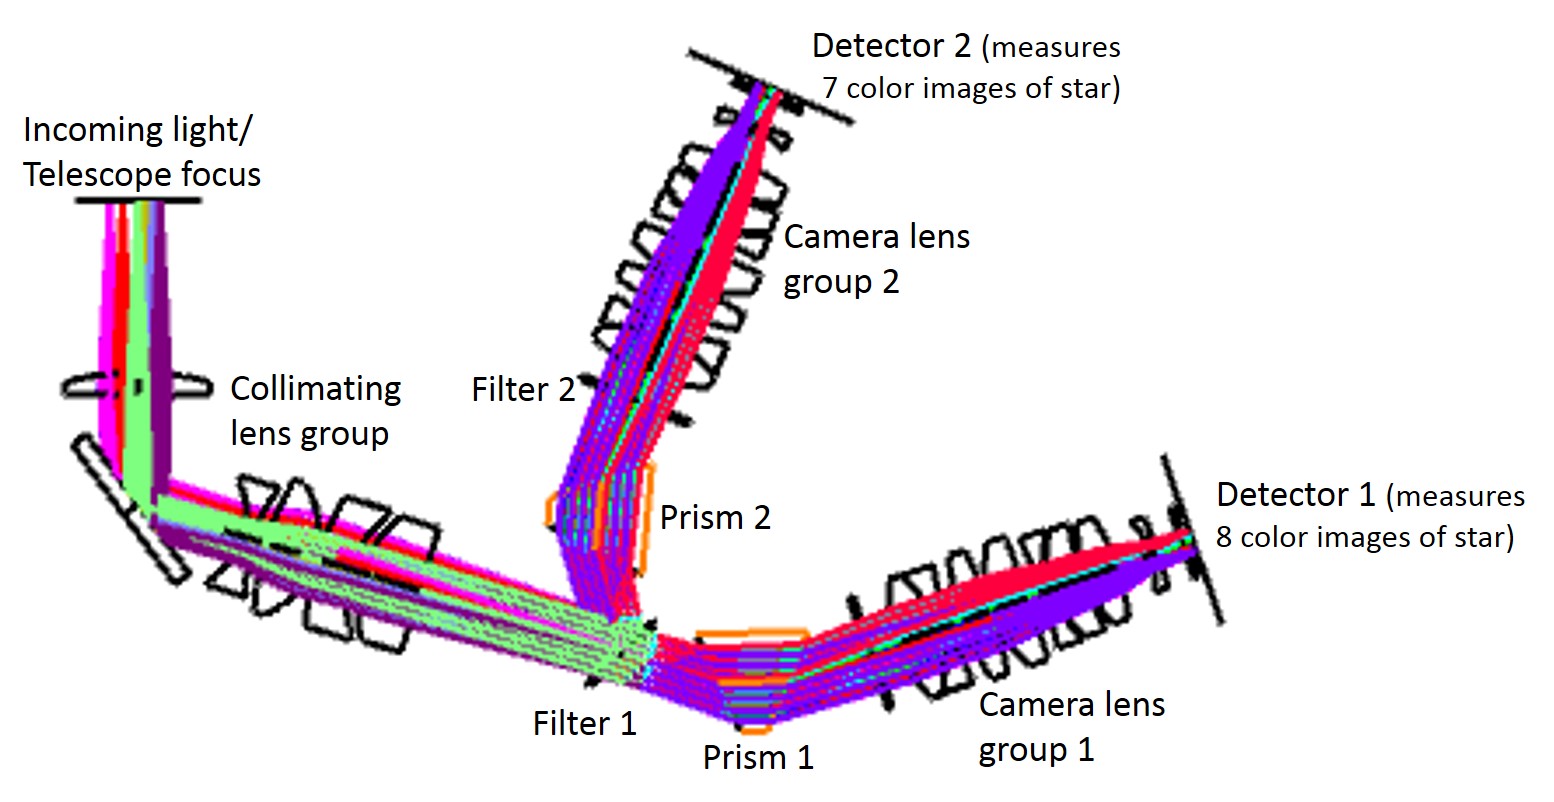 Detector 2 (measures
7 color images of star)
Incoming light/
Telescope focus
Camera lens
group 2
Collimating
lens group
Filter 2
Prism 2
Detector 1 (measures
8 color images of star)
Filter 1
Camera lens
group 1
Prism 1